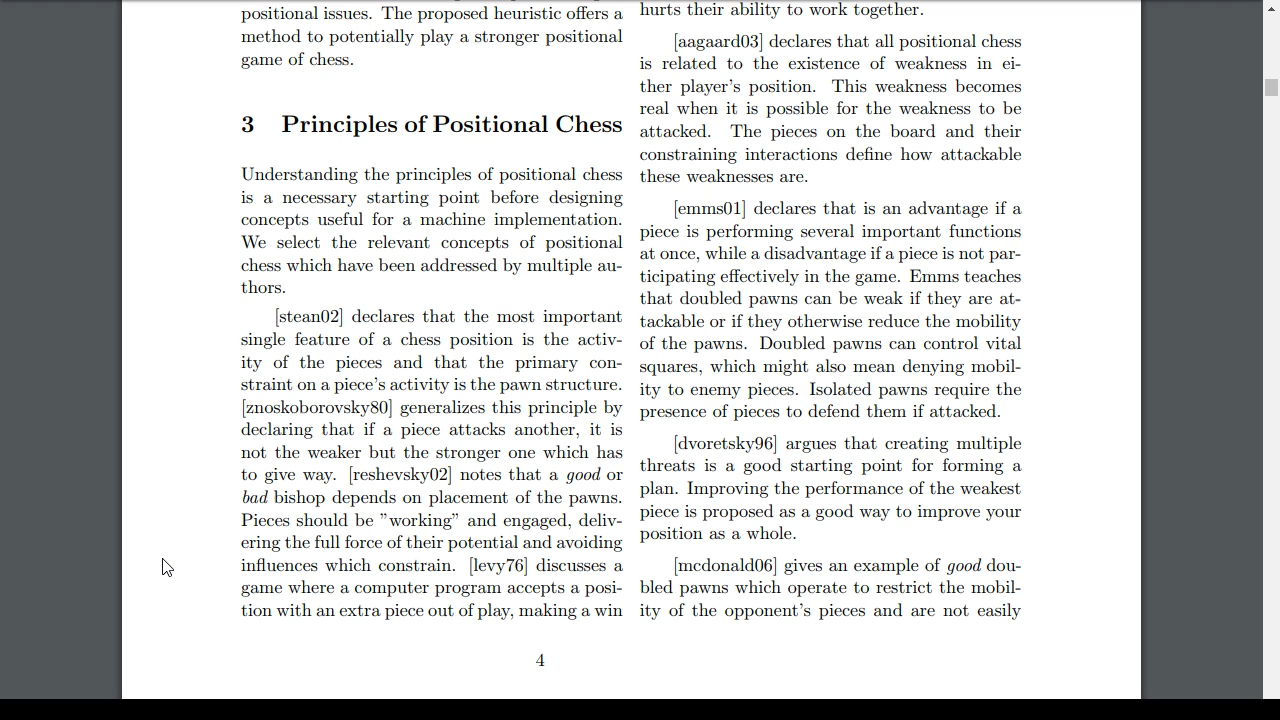 positional issues. The proposed heuristic offers a
method to potentially play a stronger positional
game of chess.
3 Principles of Positional Chess
Understanding the principles of positional chess
is a necessary starting point before designing
concepts useful for a machine implementation.
We select the relevant concepts of positional
chess which have been addressed by multiple au-
thors.
[stean02] declares that the most important
single feature of a chess position is the activ-
ity of the pieces and that the primary con-
straint on a piece's activity is the pawn structure.
[znoskoborovsky80] generalizes this principle by
declaring that if a piece attacks another, it is
not the weaker but the stronger one which has
to give way. [reshevsky02] notes that a good or
bad bishop depends on placement of the pawns.
Pieces should be ”working” and engaged, deliv-
ering the full force of their potential and avoiding
influences which constrain. [levy76] discusses a
game where a computer program accepts a posi-
tion with an extra piece out of play, making a win
hurts their ability to work together.
[aagaard03] declares that all positional chess
is related to the existence of weakness in ei-
ther player's position. This weakness becomes
real when it is possible for the weakness to be
attacked. The pieces on the board and their
constraining interactions define how attackable
these weaknesses are.
[emms01] declares that is an advantage if a
piece is performing several important functions
at once, while a disadvantage if a piece is not par-
ticipating effectively in the game. Emms teaches
that doubled pawns can be weak if they are at-
tackable or if they otherwise reduce the mobility
of the pawns. Doubled pawns can control vital
squares, which might also mean denying mobil-
ity to enemy pieces. Isolated pawns require the
presence of pieces to defend them if attacked.
[dvoretsky96] argues that creating multiple
threats is a good starting point for forming a
plan. Improving the performance of the weakest
piece is proposed as a good way to improve your
position as a whole.
[mcdonald06] gives an example of good dou-
bled pawns which operate to restrict the mobil-
ity of the opponent's pieces and are not easily
4